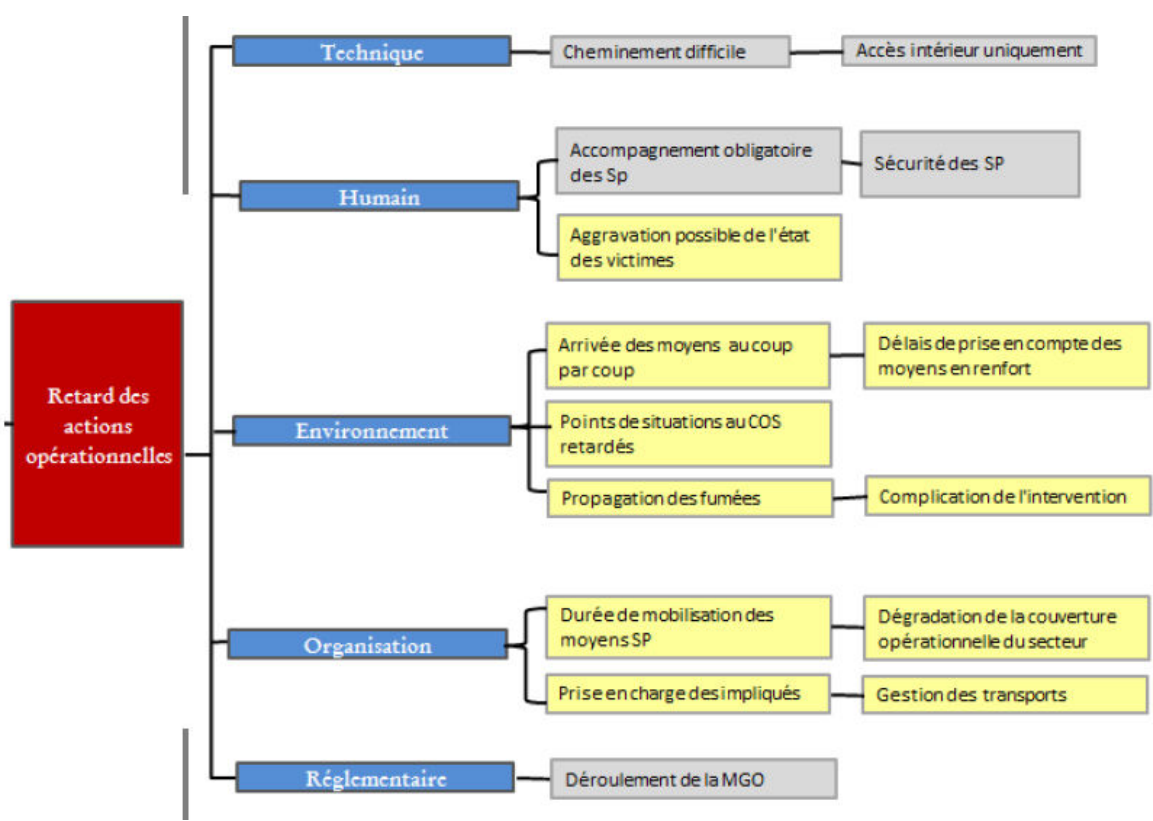 Technique
Cheminement difficile
Accès intérieur uniquement
Humain
Accompagnement obligatoire
des Sp
Sécurité des SP
Aggravation possible de l'état
des victimes
Retard des
actions
opérationnelles
Environnement
Arrivée des moyens au coup
par coup
Délais de prise en compte des
moyens en renfort
Points de situations au COS
retardés
Propagation des fumées
Complication de l'intervention
Organisation
Durée de mobilisation des
moyens SP
Dégradation de la couverture
opérationnelle du secteur
Prise en charge des impliqués
Gestion des transports
Réglementaire
Déroulement de la MGO